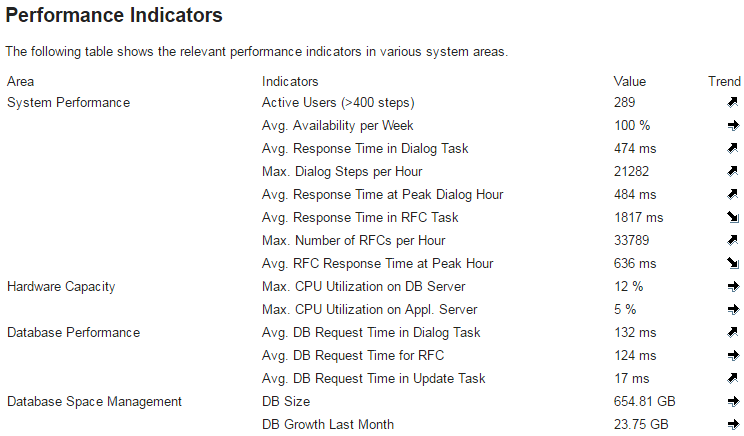 Performance Indicators
The following table shows the relevant performance indicators in various system areas.
Area Indicators Value Trend
System Performance Active Users (>400 steps) 289
Avg. Availability per Week 100 %
Avg. Response Time in Dialog Task 474 ms
Max. Dialog Steps per Hour 21282
Avg. Response Time at Peak Dialog Hour 484 ms
Avg. Response Time in RFC Task 1817 ms
Max. Number of RFCs per Hour 33789
Avg. RFC Response Time at Peak Hour 636 ms
Hardware Capacity Max. CPU Utilization on DB Server 12 %
Max. CPU Utilization on Appl. Server 5 %
Database Performance Avg. DB Request Time in Dialog Task 132 ms
Avg. DB Request Time for RFC 124 ms
Avg. DB Request Time in Update Task 17 ms
Database Space Management DB Size 654.81 GB
DB Growth Last Month 23.75 GB